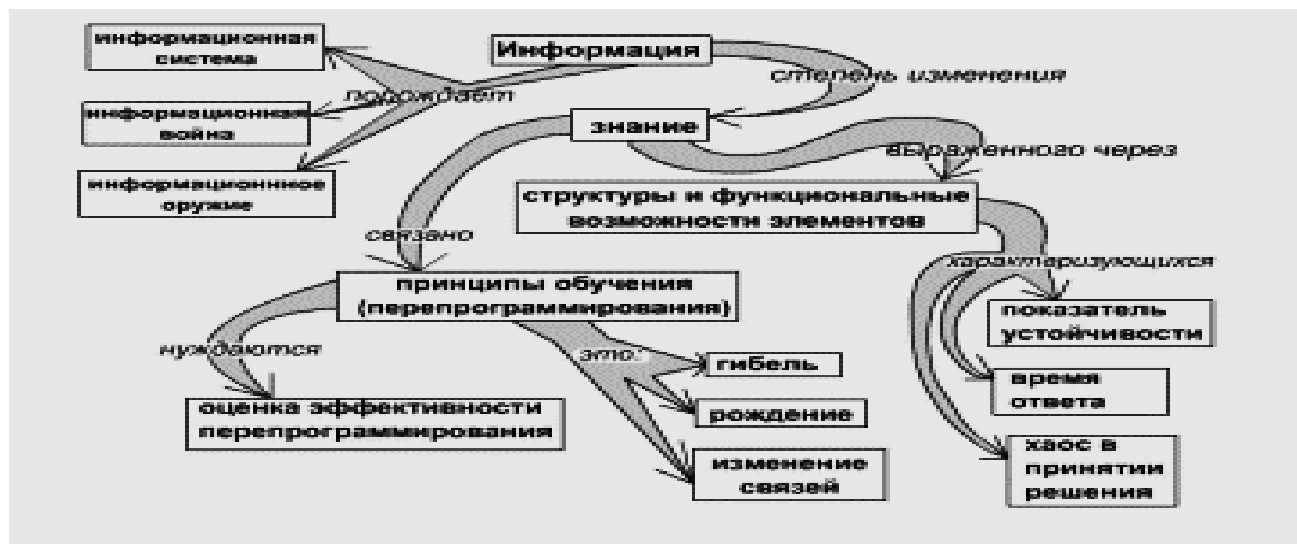 информационная
система
Информация
степень изменения
порождает
информационная
война
знание
выраженного через
информационнное
оружие
структуры и функциональные
возможности элементов
связано
характеризующихся
принципы обучения
(перепрограммирования)
показатель
устойчивости
нуждаются
это:
гибель
время
ответа
оценка эффективности
перепрограммирования
рождение
хаос в
принятии
решения
изменение
связей